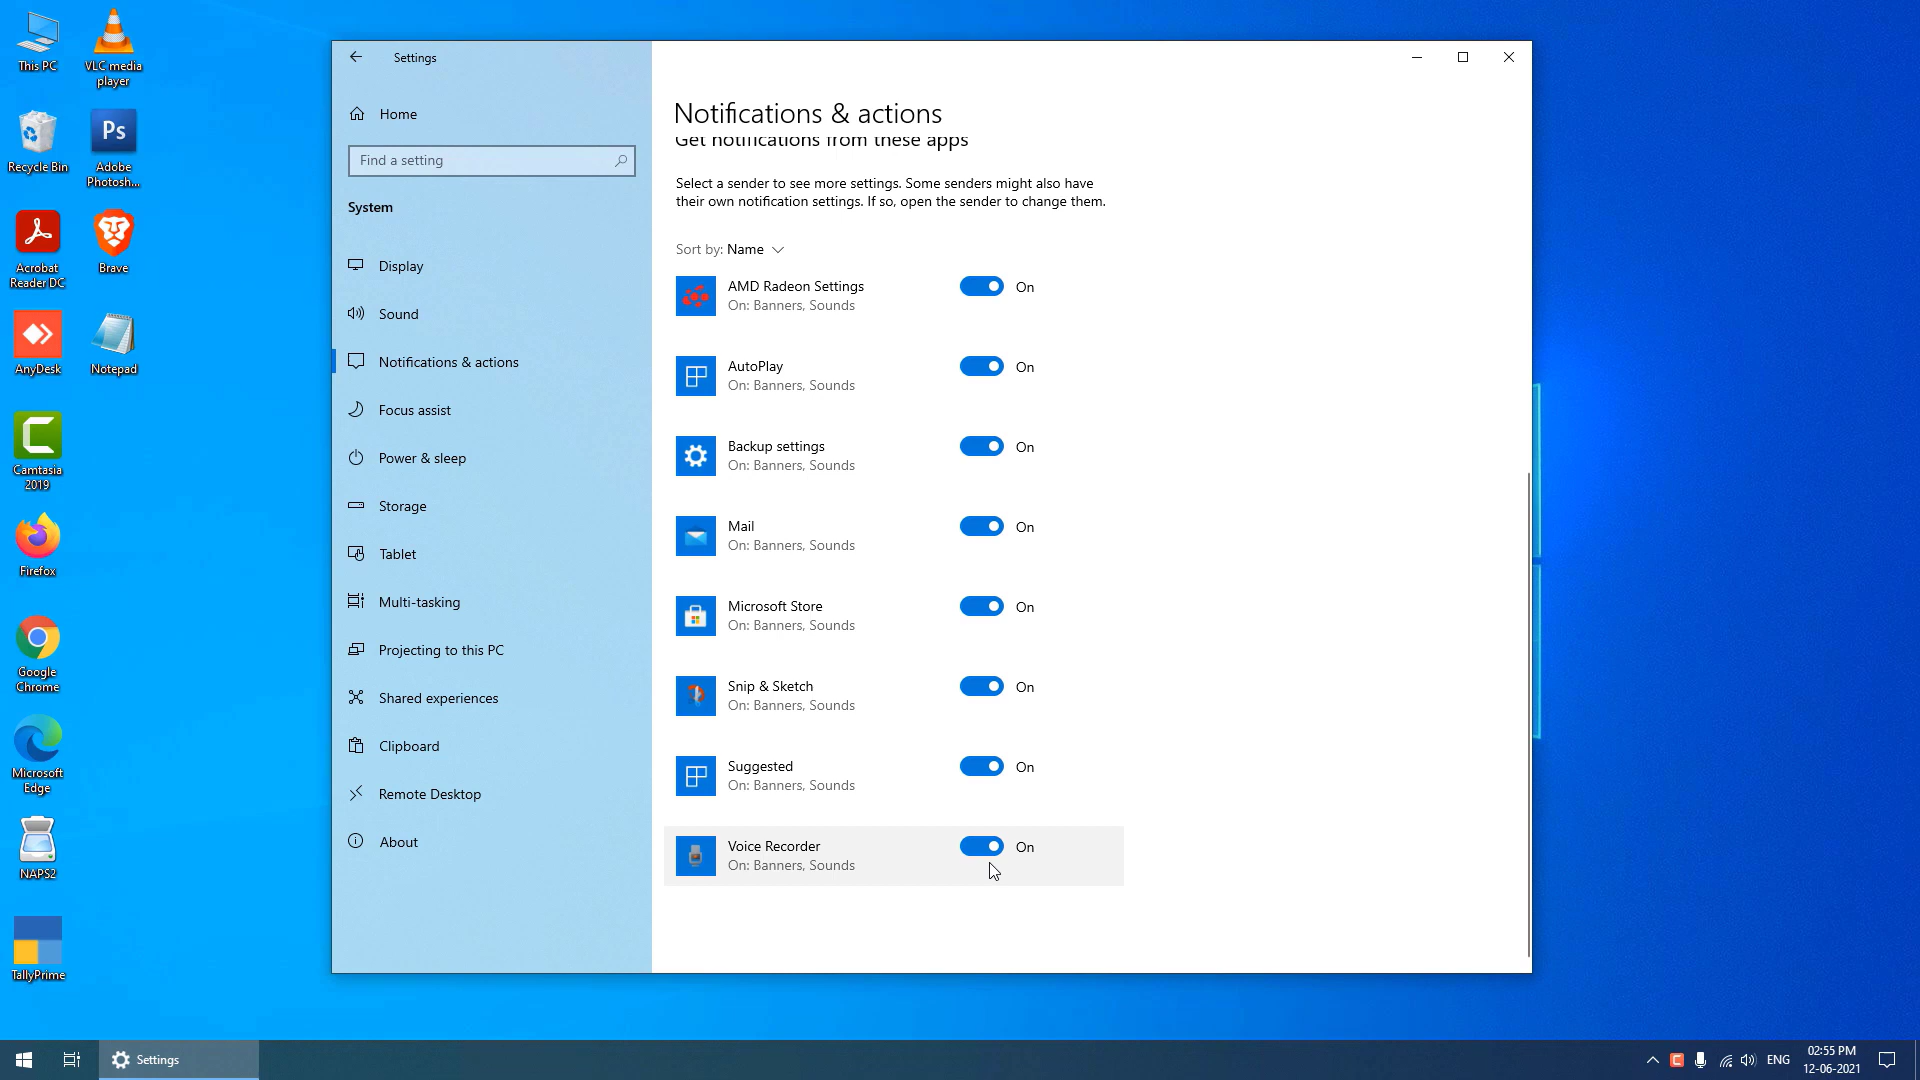 This PC
VLC media
player
Recycle Bin
Ps
Adobe
Photosh...
Acrobat
Reader DC
Brave
AnyDesk
Notepad
Camtasia
2019
Firefox
Google
Chrome
Microsoft
Edge
NAPS2
TallyPrime
Settings
Home
Find a setting
System
Display
Sound
Notifications & actions
Focus assist
Power & sleep
Storage
Tablet
Multi-tasking
Projecting to this PC
Shared experiences
Clipboard
Remote Desktop
About
Notifications & actions
Get notifications from these apps
Select a sender to see more settings. Some senders might also have
their own notification settings. If so, open the sender to change them.
Sort by: Name
AMD Radeon Settings
On: Banners, Sounds
On
AutoPlay
On: Banners, Sounds
On
Backup settings
On: Banners, Sounds
On
Mail
On: Banners, Sounds
On
Microsoft Store
On: Banners, Sounds
On
Snip & Sketch
On: Banners, Sounds
On
Suggested
On: Banners, Sounds
On
Voice Recorder
On: Banners, Sounds
On
Settings
ENG
02:55 PM
12-06-2021